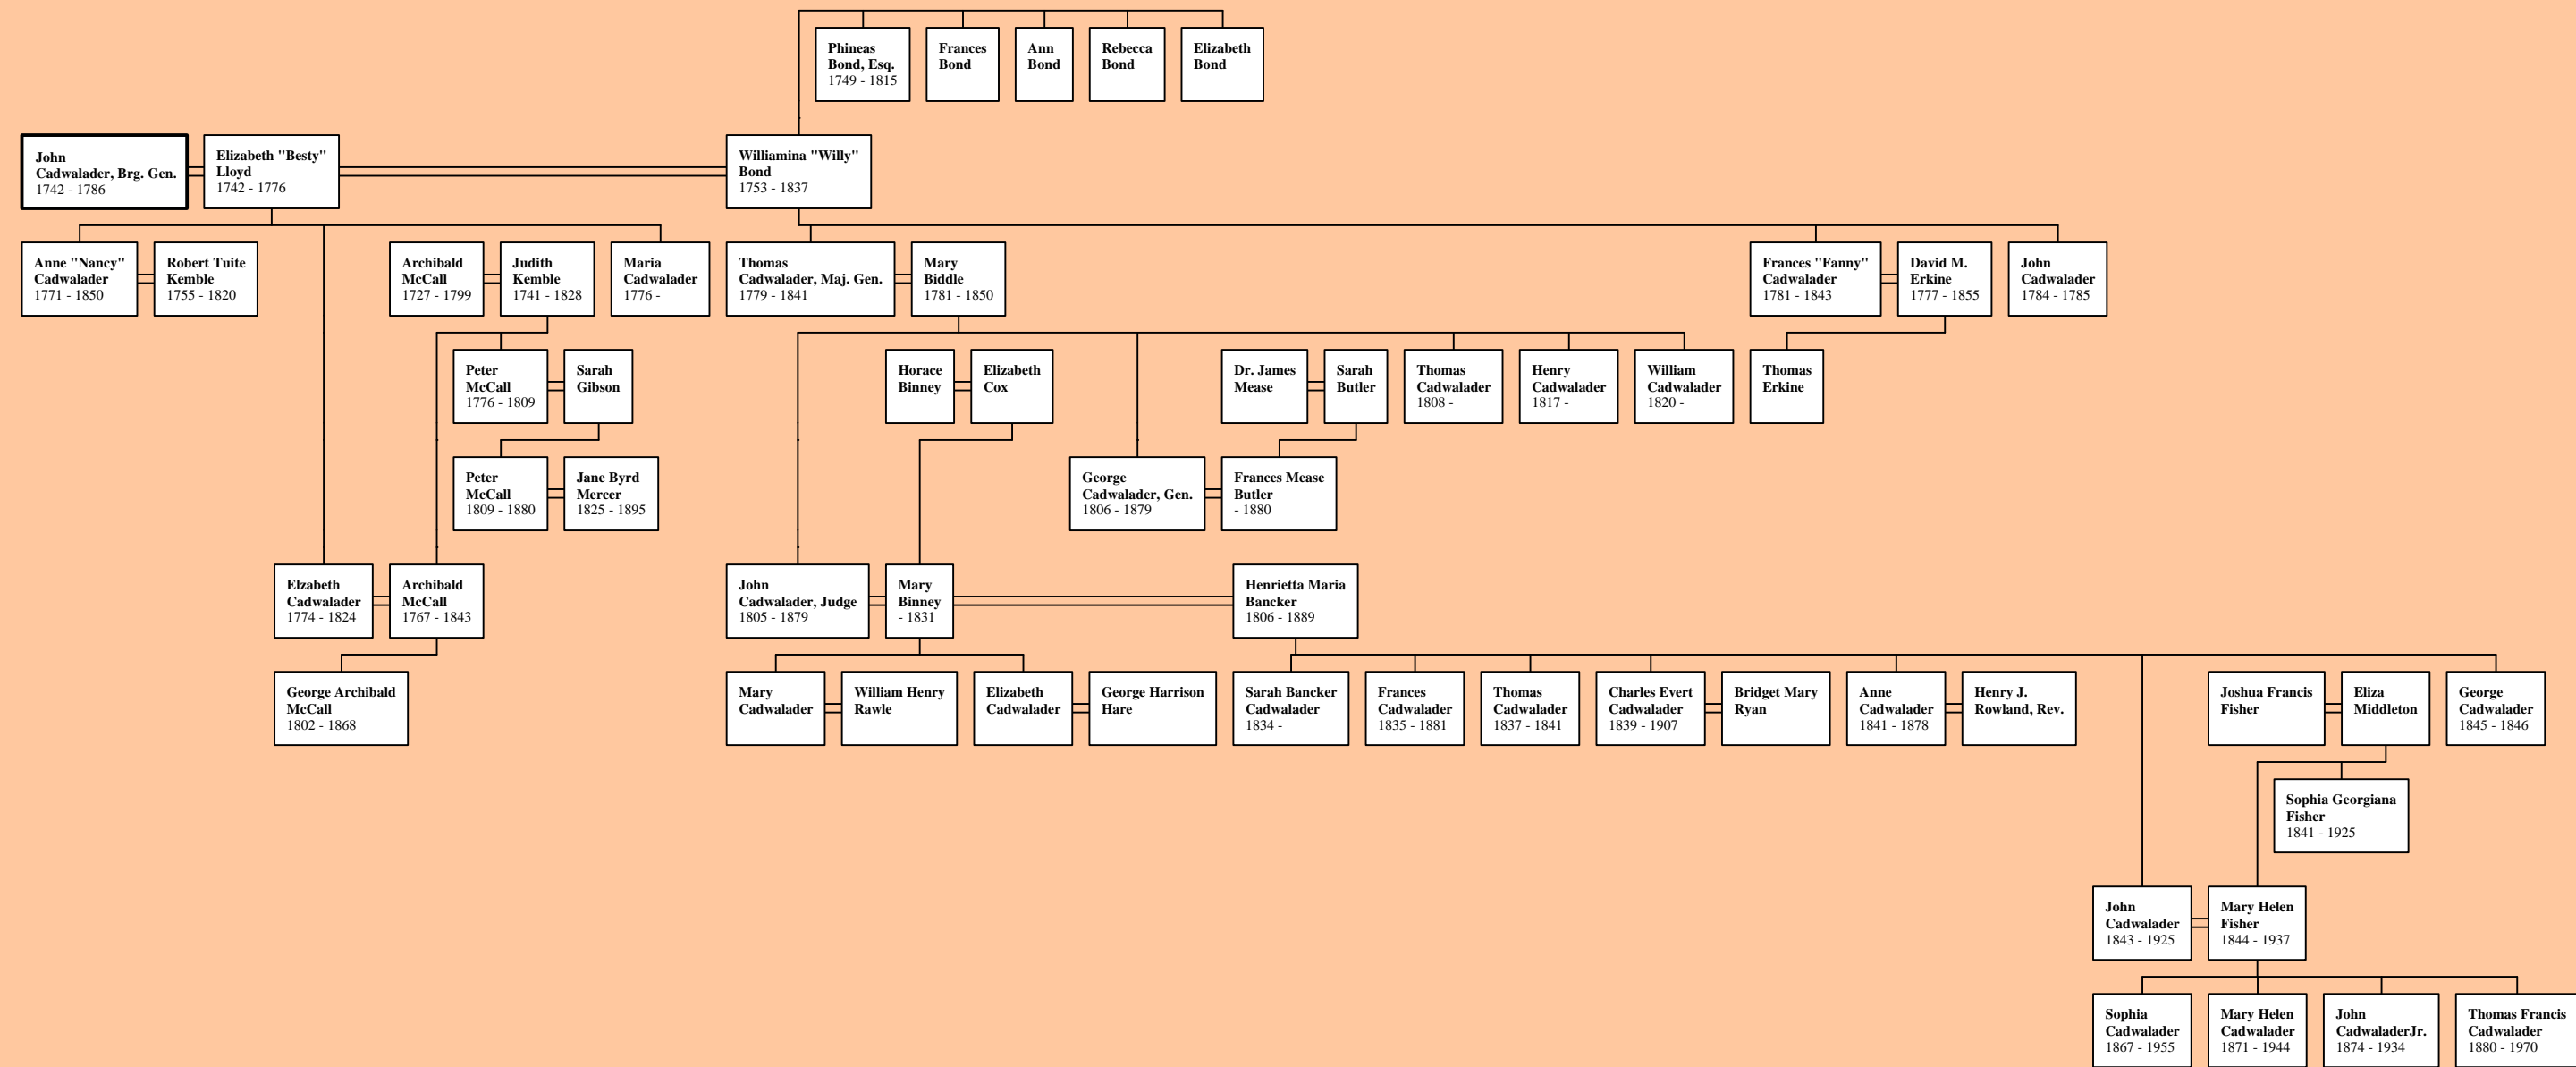 Phineas
Bond, Esq.
1749 - 1815
Frances
Bond
Ann
Bond
Rebecca
Bond
Elizabeth
Bond
John
Cadwalader, Brg. Gen.
1742 - 1786
Elizabeth "Besty"
Lloyd
1742 - 1776
Williamina "Willy"
Bond
1753 - 1837
Anne "Nancy"
Cadwalader
1771 - 1850
Robert Tuite
Kemble
1755 - 1820
Archibald
McCall
1727 - 1799
Judith
Kemble
1741 - 1828
Maria
Cadwalader
1776 -
Thomas
Cadwalader, Maj. Gen.
1779 - 1841
Mary
Biddle
1781 - 1850
Frances "Fanny"
Cadwalader
1781 - 1843
David M.
Erkine
1777 - 1855
John
Cadwalader
1784 - 1785
Peter
McCall
1776 - 1809
Sarah
Gibson
Horace
Binney
Elizabeth
Cox
Dr. James
Mease
Sarah
Butler
Thomas
Cadwalader
1808 -
Henry
Cadwalader
1817 -
William
Cadwalader
1820 -
Thomas
Erkine
Peter
McCall
1809 - 1880
Jane Byrd
Mercer
1825 - 1895
George
Cadwalader, Gen.
1806 - 1879
Frances Mease
Butler
- 1880
Elzabeth
Cadwalader
1774 - 1824
Archibald
McCall
1767 - 1843
John
Cadwalader, Judge
1805 - 1879
Mary
Binney
- 1831
Henrietta Maria
Bancker
1806 - 1889
George Archibald
McCall
1802 - 1868
Mary
Cadwalader
William Henry
Rawle
Elizabeth
Cadwalader
George Harrison
Hare
Sarah Bancker
Cadwalader
1834 -
Frances
Cadwalader
1835 - 1881
Thomas
Cadwalader
1837 - 1841
Charles Evert
Cadwalader
1839 - 1907
Bridget Mary
Ryan
Anne
Cadwalader
1841 - 1878
Henry J.
Rowland, Rev.
Joshua Francis
Fisher
Eliza
Middleton
George
Cadwalader
1845 - 1846
Sophia Georgiana
Fisher
1841 - 1925
John
Cadwalader
1843 - 1925
Mary Helen
Fisher
1844 - 1937
Sophia
Cadwalader
1867 - 1955
Mary Helen
Cadwalader
1871 - 1944
John
CadwaladerJr.
1874 - 1934
Thomas Francis
Cadwalader
1880 - 1970